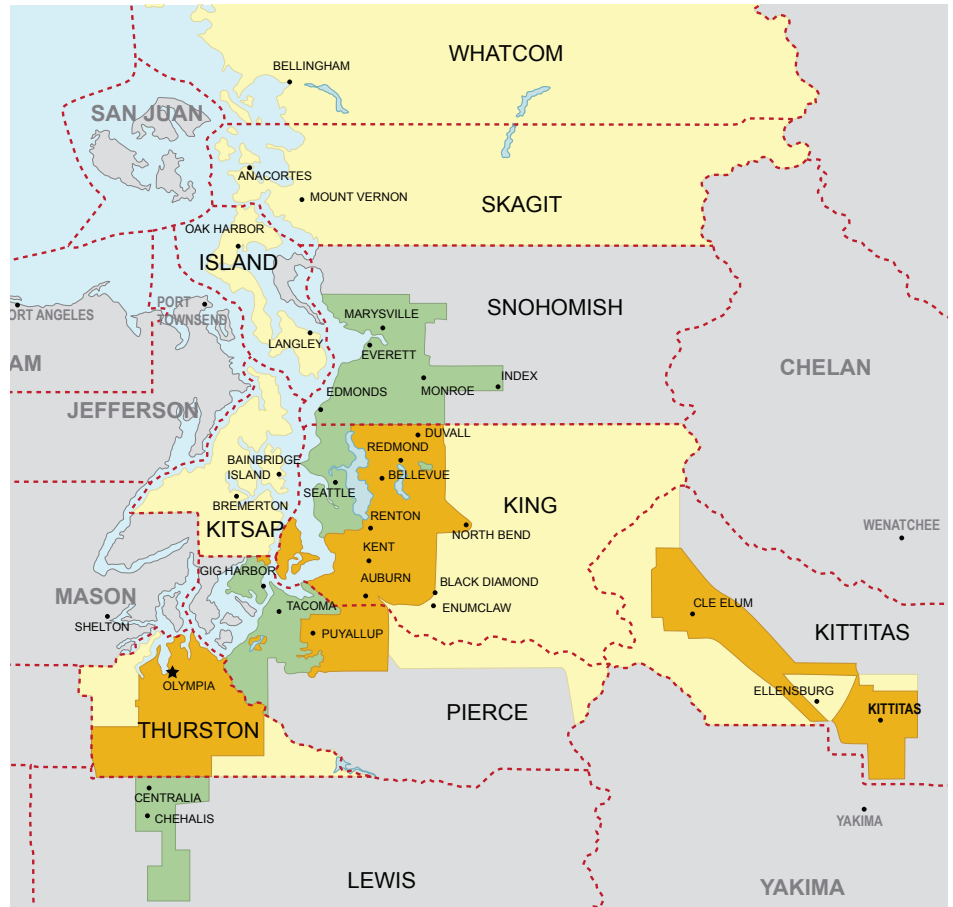 WHATCOM
BELLINGHAM
SAN JUAN
ANACORTES
MOUNT VERNON
SKAGIT
OAK HARBOR
ISLAND
PORT
TOWNSEND
ORT ANGELES
SNOHOMISH
MARYSVILLE
EVERETT
LANGLEY
AM
CHELAN
INDEX
MONROE
EDMONDS
JEFFERSON
DUVALL
REDMOND
BAINBRIDGE
ISLAND
BELLEVUE
SEATTLE
BREMERTON
KING
RENTON
NORTH BEND
KITSAP
WENATCHEE
KENT
GIG HARBOR
AUBURN
BLACK DIAMOND
MASON
TACOMA
ENUMCLAW
CLE ELUM
SHELTON
PUYALLUP
KITTITAS
OLYMPIA
ELLENSBURG
KITTITAS
PIERCE
THURSTON
CENTRALIA
CHEHALIS
YAKIMA
LEWIS
YAKIMA